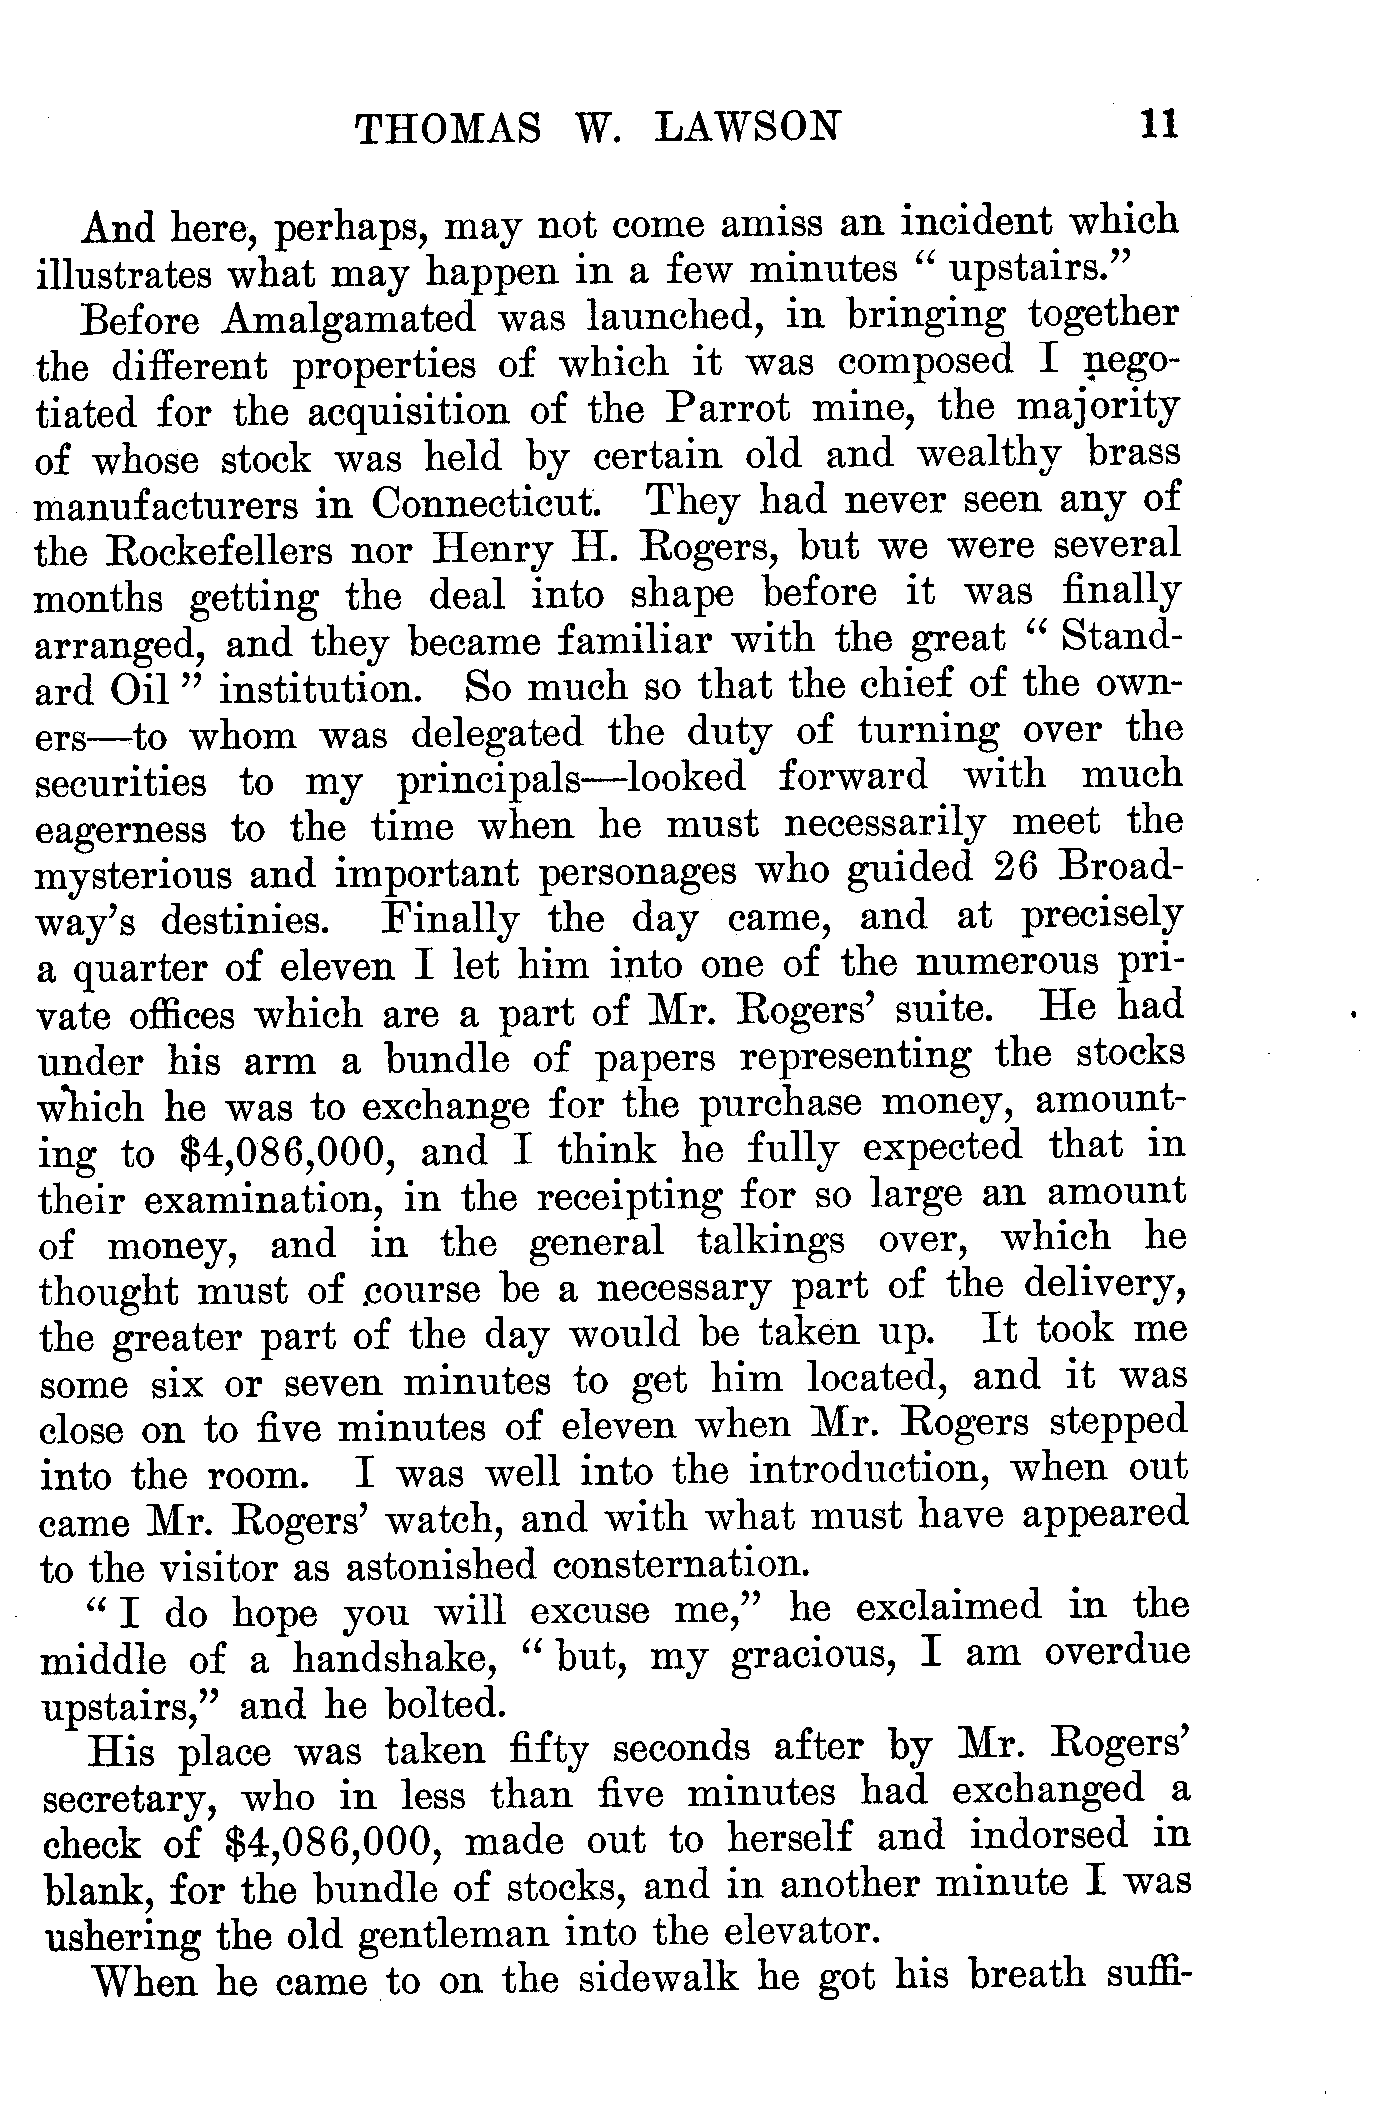 THOMAS W. LAWSON 11
And here, perhaps, may not come amiss an incident which
illustrates what may happen in a few minutes “ upstairs.”
Before Amalgamated was launched, in bringing together
the different properties of which it was composed I nego-
tiated for the acquisition of the Parrot mine, the majority
of whose stock was held by certain old and wealthy brass
manufacturers in Connecticut. They had never seen any of
the Rockefellers nor Henry H. Rogers, but we were several
months getting the deal into shape before it was finally
arranged, and they became familiar with the great “ Stand-
ard Oil ” institution. So much so that the chief of the own-
ers—to whom was delegated the duty of turning over the
securities to my principals—looked forward with much
eagerness to the time when he must necessarily meet the
mysterious and important personages who guided 26 Broad-
way’s destinies. Finally the day came, and at precisely
a quarter of eleven I let him into one of the numerous pri-
vate offices which are a part of Mr. Rogers’ suite. He had
under his arm a bundle of papers representing the stocks
which he was to exchange for the purchase money, amount-
ing to $4,086,000, and I think he fully expected that in
their examination, in the receipting for so large an amount
of money, and in the general talkings over, which he
thought must of course be a necessary part of the delivery,
the greater part of the day would be taken up. It took me
some six or seven minutes to get him located, and it was
close on to five minutes of eleven when Mr. Rogers stepped
into the room. I was well into the introduction, when out
came Mr. Rogers’ watch, and with what must have appeared
to the visitor as astonished consternation.
“ I do hope you will excuse me,” he exclaimed in the
middle of a handshake, “ but, my gracious, I am overdue
upstairs,” and he bolted.
His place was taken fifty seconds after by Mr. Rogers’
secretary, who in less than five minutes had exchanged a
check of $4,086,000, made out to herself and indorsed in
blank, for the bundle of stocks, and in another minute I was
ushering the old gentleman into the elevator.
When he came to on the sidewalk he got his breath suffi-